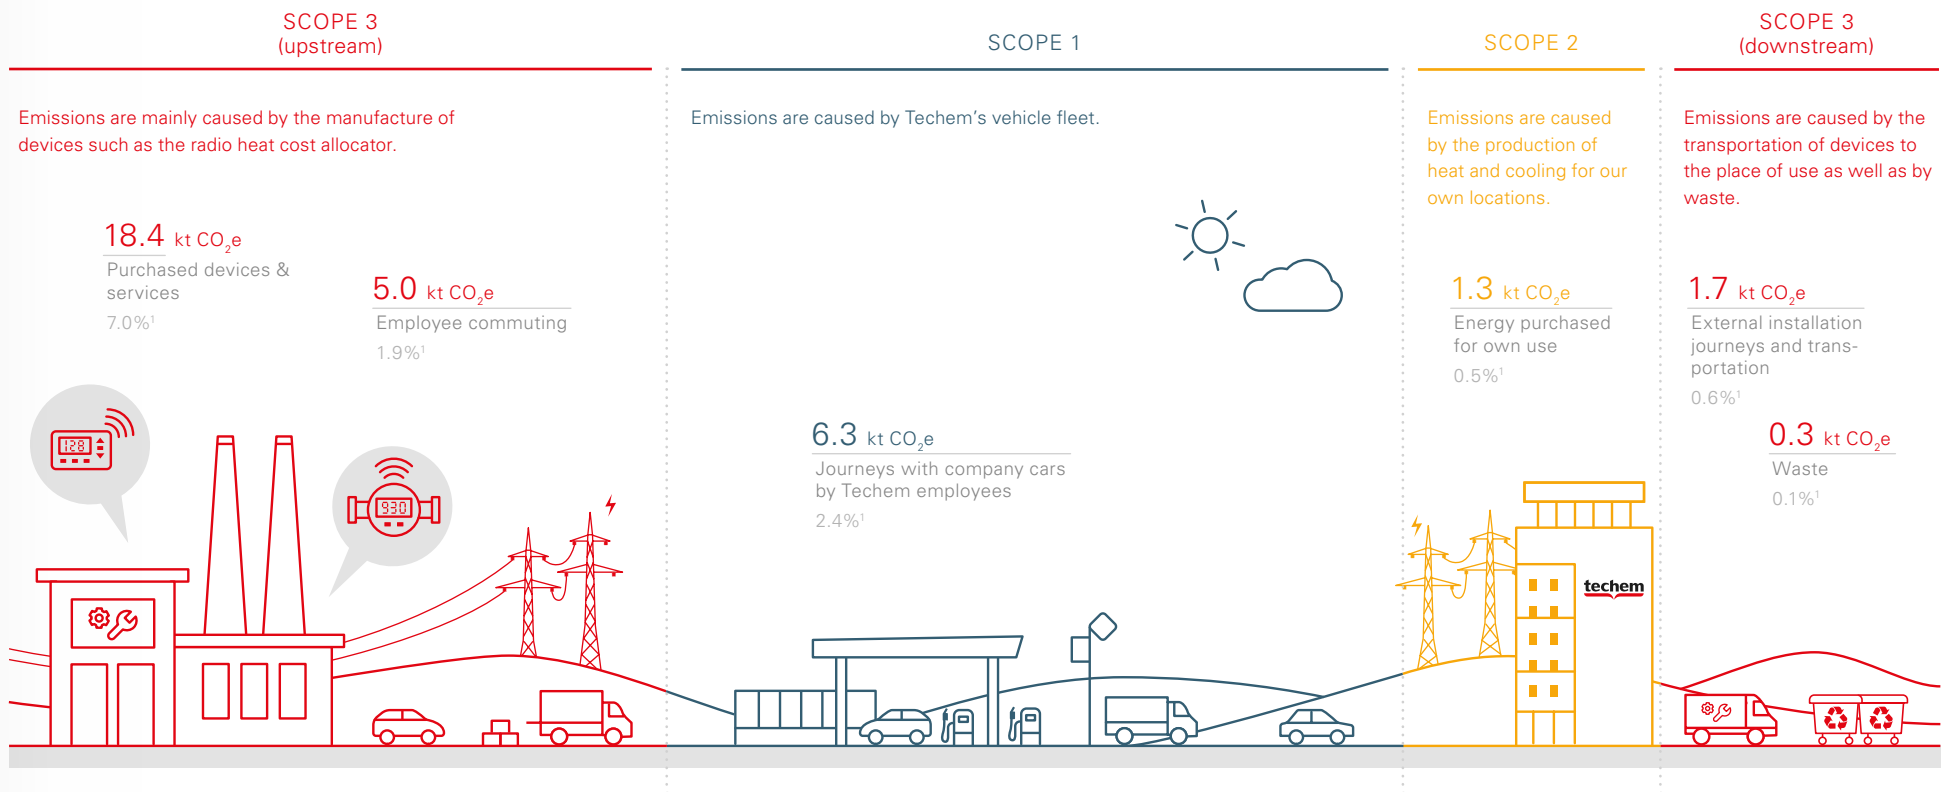 SCOPE 3
(upstream)
Emissions are mainly caused by the manufacture of
devices such as the radio heat cost allocator.
18.4 kt CO₂e
Purchased devices &
services
7.0%¹
5.0 kt CO₂e
Employee commuting
1.9%¹
128
930
SCOPE 1
Emissions are caused by Techem's vehicle fleet.
6.3 kt CO₂e
Journeys with company cars
by Techem employees
2.4%¹
SCOPE 2
Emissions are caused
by the production of
heat and cooling for our
own locations.
1.3 kt CO₂e
Energy purchased
for own use
0.5%¹
techem
SCOPE 3
(downstream)
Emissions are caused by the
transportation of devices to
the place of use as well as by
waste.
1.7 kt CO₂e
External installation
journeys and trans-
portation
0.6%¹
0.3 kt CO₂e
Waste
0.1%¹